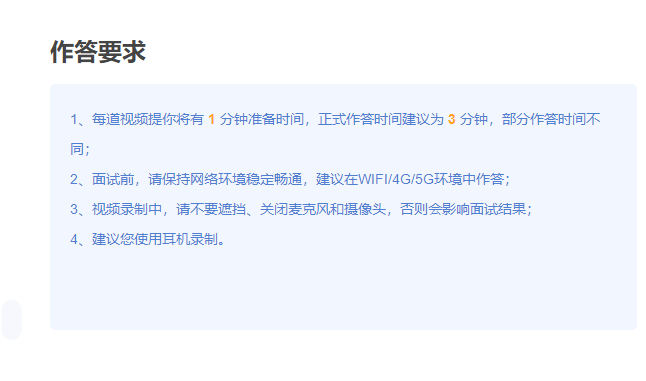 作答要求
1、每道视频提你将有 1 分钟准备时间，正式作答时间建议为 3 分钟，部分作答时间不
同；
2、面试前，请保持网络环境稳定畅通，建议在WIFI/4G/5G环境中作答；
3、视频录制中，请不要遮挡、关闭麦克风和摄像头，否则会影响面试结果；
4、建议您使用耳机录制。